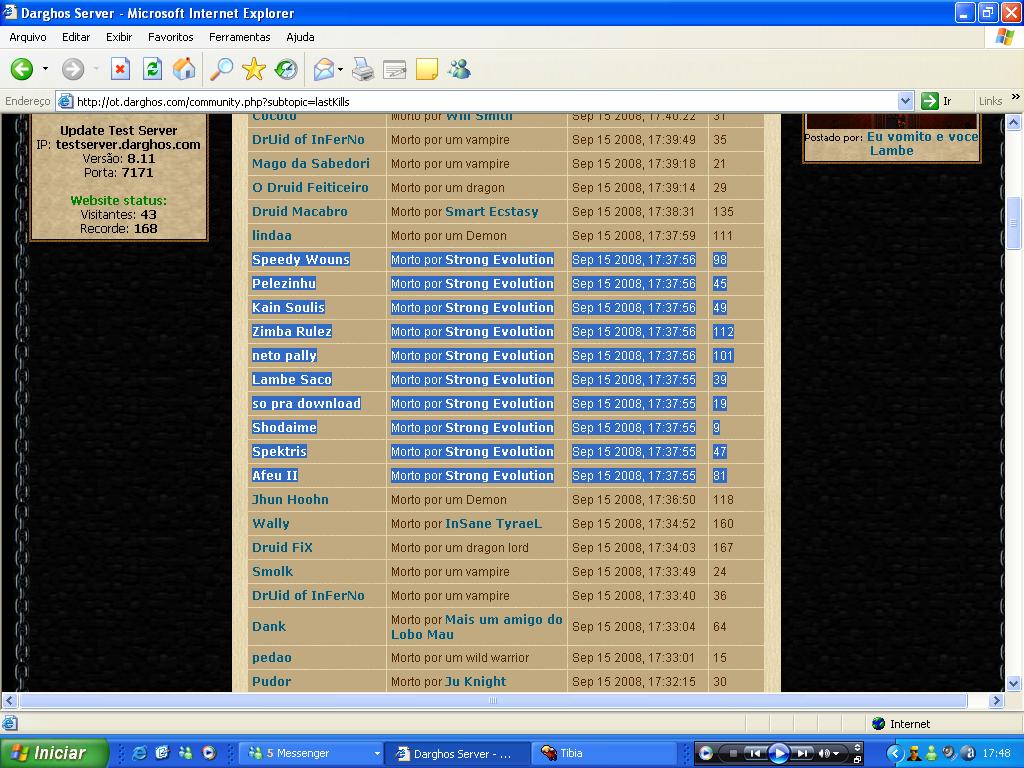 Darghos Server - Microsoft Internet Explorer
Arquivo Editar Exibir Favoritos Ferramentas Ajuda
Endereço http://ot.darghos.com/community.php?subtopic=lastKills Ir Links »
Update Test Server
IP: testserver.darghos.com
Versão: 8.11
Porta: 7171
Website status:
Visitantes: 43
Recorde: 168
Cocoto Morto por Will Smith Sep 15 2008, 17:40:22 31
DrUid of InFerNo Morto por um vampire Sep 15 2008, 17:39:49 35
Mago da Sabedori Morto por um vampire Sep 15 2008, 17:39:18 21
O Druid Feiticeiro Morto por um dragon Sep 15 2008, 17:39:14 29
Druid Macabro Morto por Smart Ecstasy Sep 15 2008, 17:38:31 135
lindaa Morto por um Demon Sep 15 2008, 17:37:59 111
Speedy Wouns Morto por Strong Evolution Sep 15 2008, 17:37:56 98
Pelezinhu Morto por Strong Evolution Sep 15 2008, 17:37:56 45
Kain Soulis Morto por Strong Evolution Sep 15 2008, 17:37:56 49
Zimba Rulez Morto por Strong Evolution Sep 15 2008, 17:37:56 112
neto pally Morto por Strong Evolution Sep 15 2008, 17:37:56 101
Lambe Saco Morto por Strong Evolution Sep 15 2008, 17:37:55 39
so pra download Morto por Strong Evolution Sep 15 2008, 17:37:55 19
Shodaime Morto por Strong Evolution Sep 15 2008, 17:37:55 9
Spektris Morto por Strong Evolution Sep 15 2008, 17:37:55 47
Afeu II Morto por Strong Evolution Sep 15 2008, 17:37:55 81
Jhun Hoohn Morto por um Demon Sep 15 2008, 17:36:50 118
Wally Morto por InSane TyraeL Sep 15 2008, 17:34:52 160
Druid FiX Morto por um dragon lord Sep 15 2008, 17:34:03 167
Smolk Morto por um vampire Sep 15 2008, 17:33:49 24
DrUid of InFerNo Morto por um vampire Sep 15 2008, 17:33:40 36
Dank Morto por Mais um amigo do
Lobo Mau Sep 15 2008, 17:33:04 64
pedao Morto por um wild warrior Sep 15 2008, 17:33:01 15
Pudor Morto por Ju Knight Sep 15 2008, 17:32:15 30
Postado por: Eu vomito e voce
Lambe
Internet
Iniciar 5 Messenger Darghos Server - ... Tibia 17:48